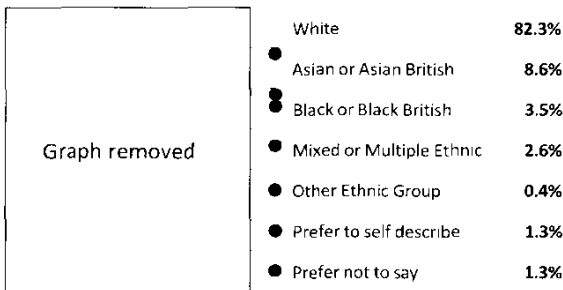 White 82.3%
Asian or Asian British 8.6%
Black or Black British 3.5%
Graph removed
Mixed or Multiple Ethnic 2.6%
Other Ethnic Group 0.4%
Prefer to self describe 1.3%
Prefer not to say 1.3%